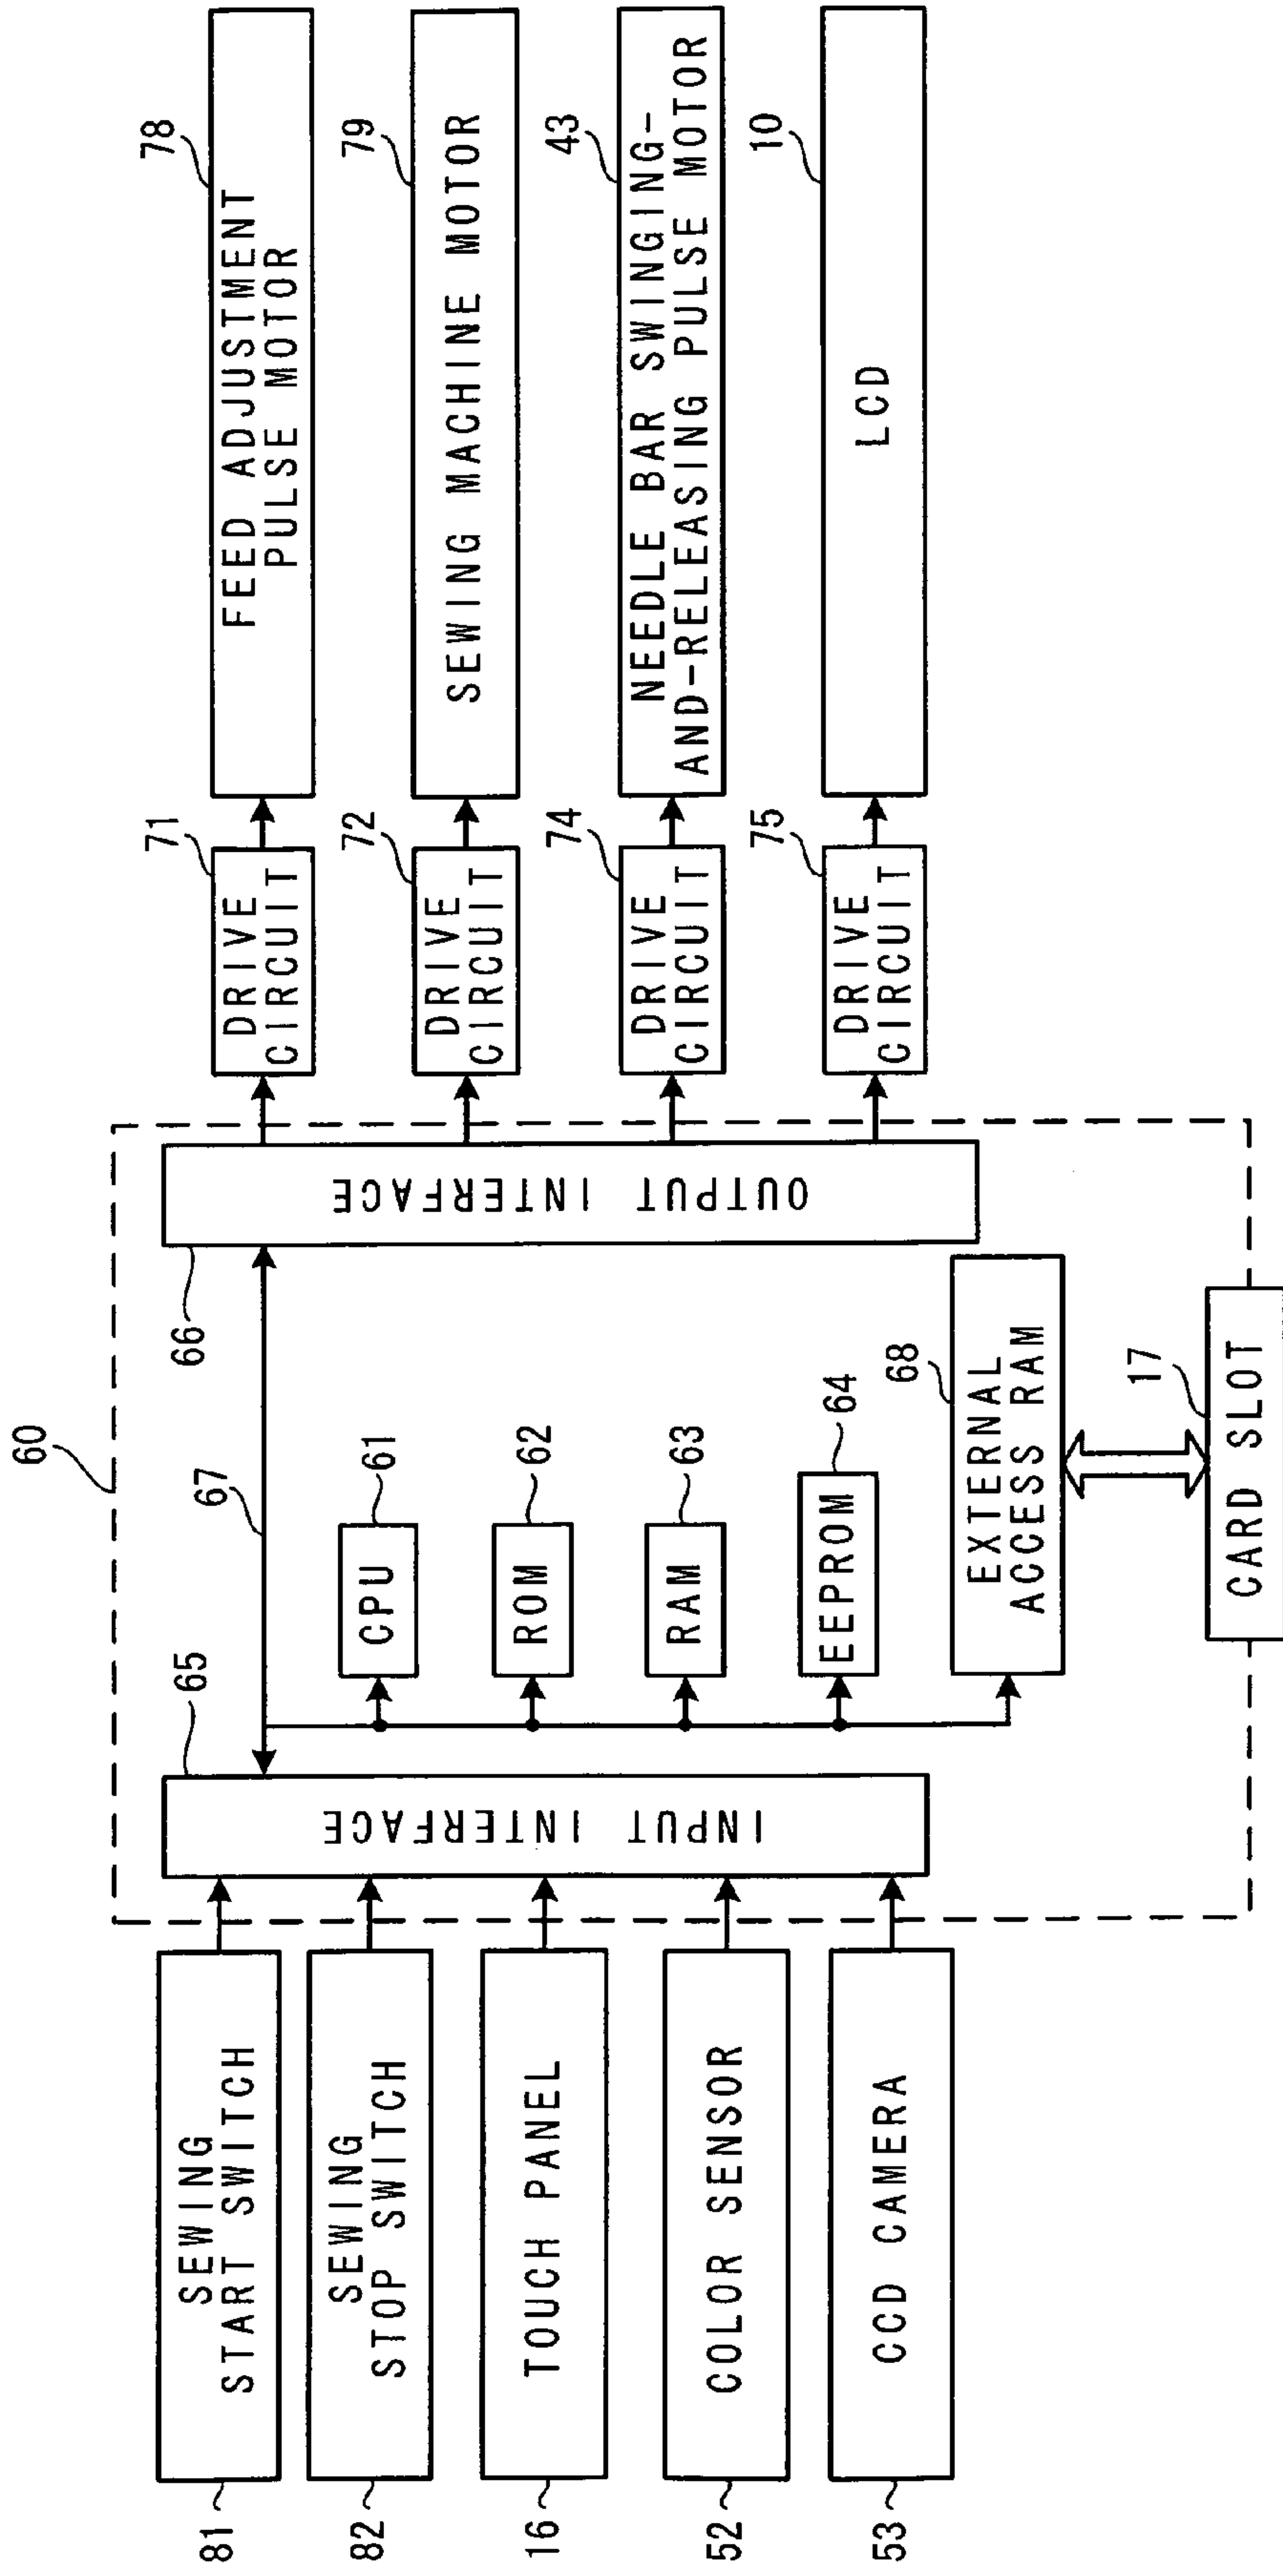 60
81
SEWING
START SWITCH
82
SEWING
STOP SWITCH
16
TOUCH PANEL
52
COLOR SENSOR
53
CCD CAMERA
65
INPUT INTERFACE
67
CPU
61
ROM
62
RAM
63
EEPROM
64
EXTERNAL
ACCESS RAM
68
CARD SLOT
17
66
OUTPUT INTERFACE
71
DRIVE
CIRCUIT
72
DRIVE
CIRCUIT
74
DRIVE
CIRCUIT
75
DRIVE
CIRCUIT
78
FEED ADJUSTMENT
PULSE MOTOR
79
SEWING MACHINE MOTOR
43
NEEDLE BAR SWINGING-
AND-RELEASING PULSE MOTOR
10
LCD